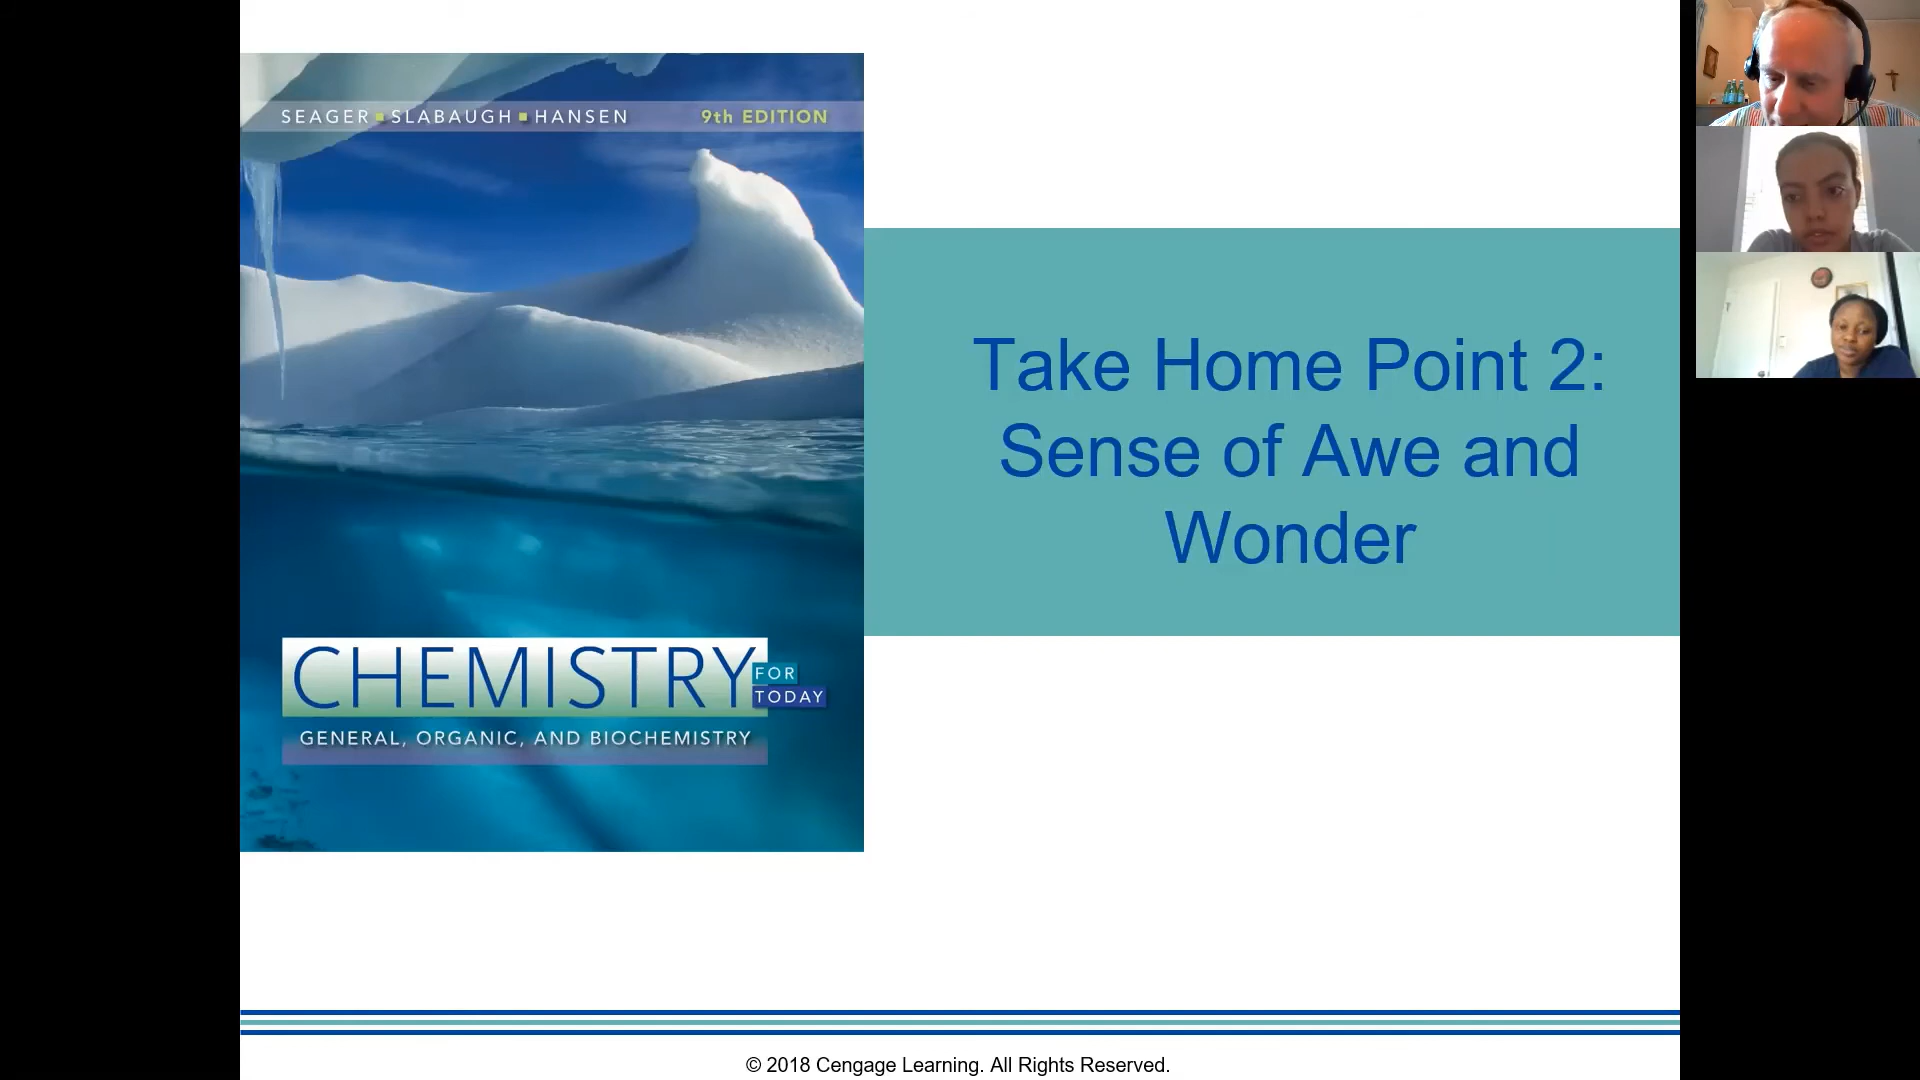 SEAGER ▪ SLABAUGH ▪ HANSEN 9th EDITION
Take Home Point 2:
Sense of Awe and
Wonder
CHEMISTRY FOR
TODAY
GENERAL, ORGANIC, AND BIOCHEMISTRY
© 2018 Cengage Learning. All Rights Reserved.